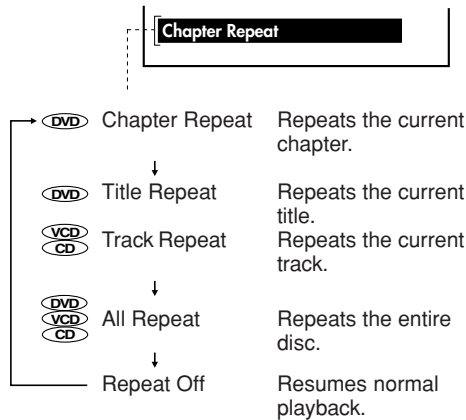 Chapter Repeat
DVD Chapter Repeat Repeats the current
chapter.
DVD Title Repeat Repeats the current
title.
VCD
CD Track Repeat Repeats the current
track.
DVD
VCD
CD All Repeat Repeats the entire
disc.
Repeat Off Resumes normal
playback.